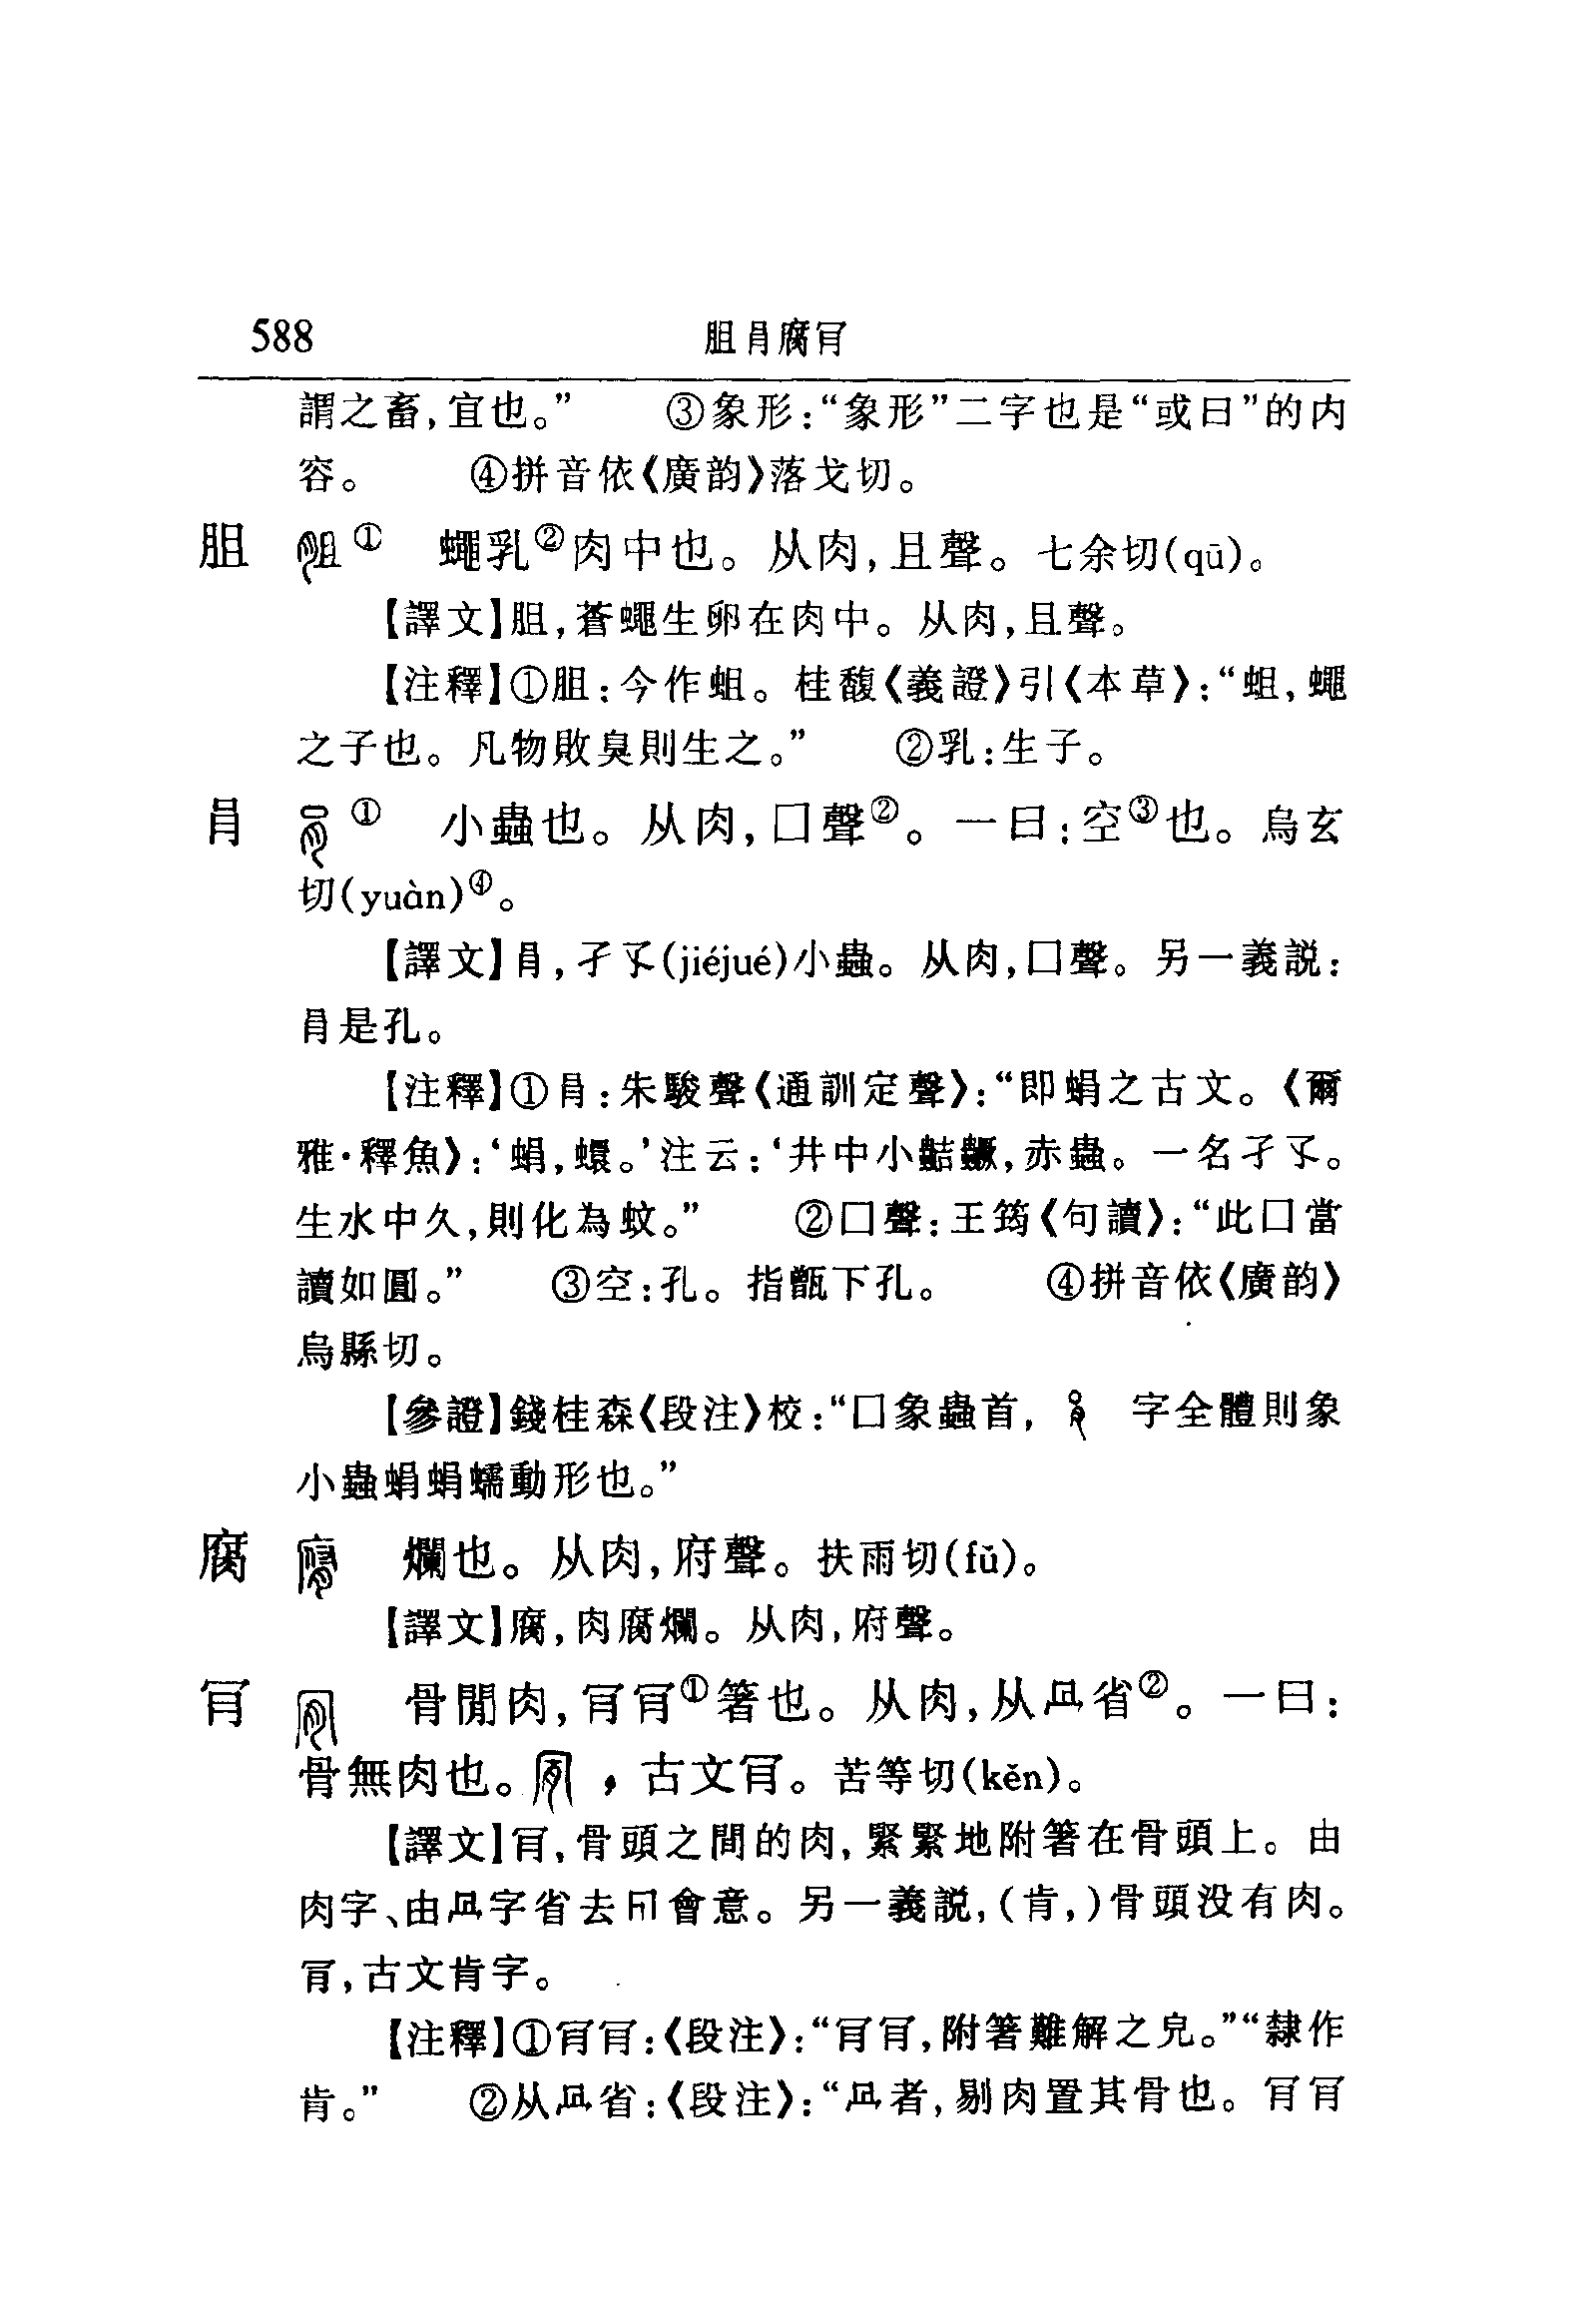 588 胆肙腐肎
謂之畜,宜也。” ③象形:“象形”二字也是“或曰”的内
容。 ④拼音依《廣韵》落戈切。
胆 ① 蠅乳②肉中也。从肉,且聲。七余切(qū)。
【譯文】胆,蒼蠅生卵在肉中。从肉,且聲。
【注釋】①胆:今作蛆。桂馥《義證》引《本草》:“蛆,蠅
之子也。凡物敗臭則生之。” ②乳:生子。
肙 ① 小蟲也。从肉,囗聲②。一曰:空③也。烏玄
切(yuàn)④。
【譯文】肙,孑孓(jiéjué)小蟲。从肉,囗聲。另一義説:
肙是孔。
【注釋】①肙:朱駿聲《通訓定聲》:“即蜎之古文。《爾
雅·釋魚》:‘蜎,蠉。’注云:‘井中小蛣蟩,赤蟲。一名孑孓。
生水中久,則化為蚊。” ②囗聲:王筠《句讀》:“此囗當
讀如圓。” ③空:孔。指甑下孔。 ④拼音依《廣韵》
烏縣切。
【參證】錢桂森《段注》校:“囗象蟲首, 字全體則象
小蟲蜎蜎蠕動形也。”
腐 爛也。从肉,府聲。扶雨切(fǔ)。
【譯文】腐,肉腐爛。从肉,府聲。
肎 骨閒肉,肎肎①箸也。从肉,从冎省②。一曰:
骨無肉也。 ,古文肎。苦等切(kěn)。
【譯文】肎,骨頭之間的肉,緊緊地附箸在骨頭上。由
肉字、由冎字省去 會意。另一義説,(肯,)骨頭没有肉。
肎,古文肯字。
【注釋】①肎肎:《段注》:“肎肎,附箸難解之皃。”“隸作
肯。” ②从冎省:《段注》:“冎者,剔肉置其骨也。肎肎